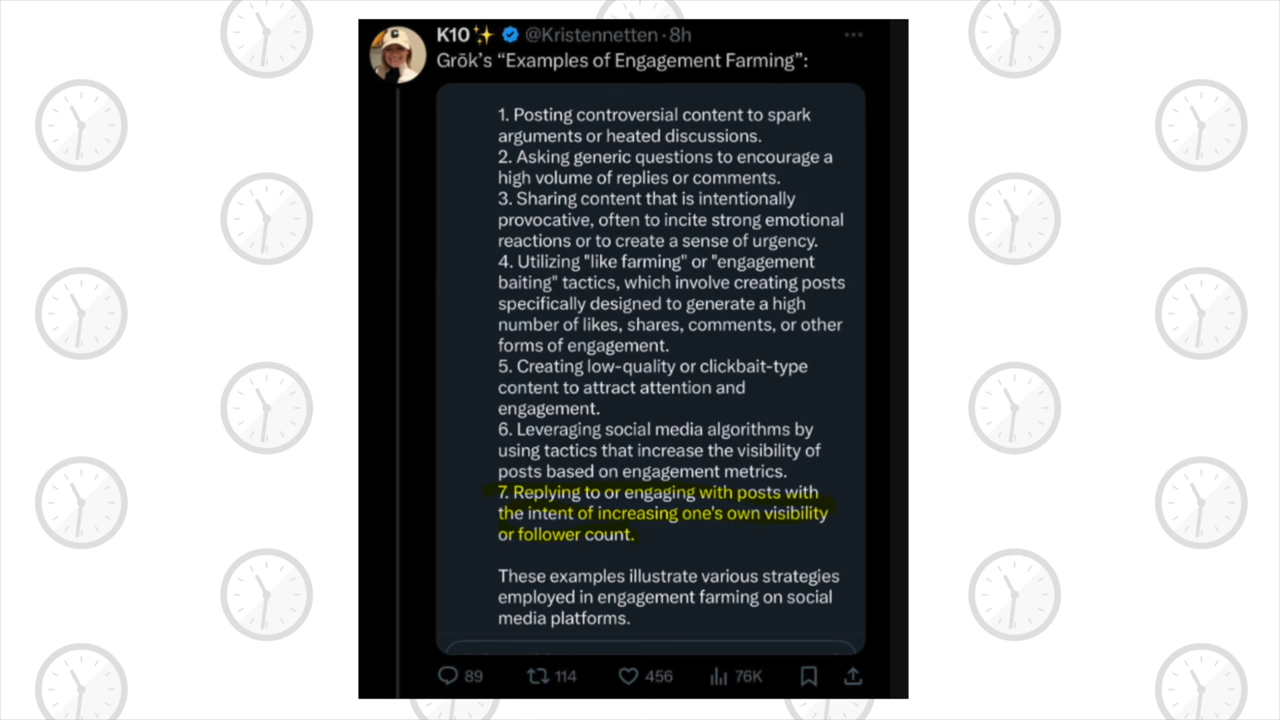 K10✨ @Kristennetten · 8h
Grōk's “Examples of Engagement Farming”:
1. Posting controversial content to spark
arguments or heated discussions.
2. Asking generic questions to encourage a
high volume of replies or comments.
3. Sharing content that is intentionally
provocative, often to incite strong emotional
reactions or to create a sense of urgency.
4. Utilizing "like farming" or "engagement
baiting" tactics, which involve creating posts
specifically designed to generate a high
number of likes, shares, comments, or other
forms of engagement.
5. Creating low-quality or clickbait-type
content to attract attention and
engagement.
6. Leveraging social media algorithms by
using tactics that increase the visibility of
posts based on engagement metrics.
7. Replying to or engaging with posts with
the intent of increasing one's own visibility
or follower count.
These examples illustrate various strategies
employed in engagement farming on social
media platforms.
89 114 456 76K